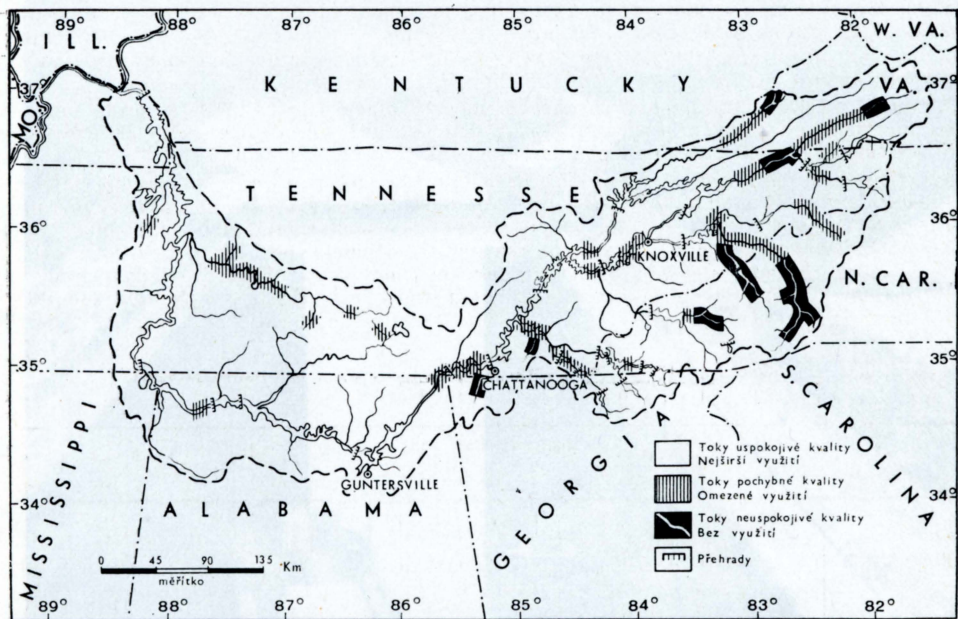 89° 88° 87° 86° 85° 84° 83° 82°
ILL.
W. VA.
KENTUCKY
VA.
37° 37°
MO
TENNESSE
36° 36°
KNOXVILLE
N. CAR.
35° 35°
CHATTANOOGA
S. CAROLINA
MISSISSIPPI
GEORGIA
GUNTERSVILLE
ALABAMA
34° 34°
Toky uspokojivé kvality
Nejširší využití
Toky pochybné kvality
Omezené využití
Toky neuspokojivé kvality
Bez využití
Přehrady
0 45 90 135 Km
měřítko
89° 88° 87° 86° 85° 84° 83° 82°